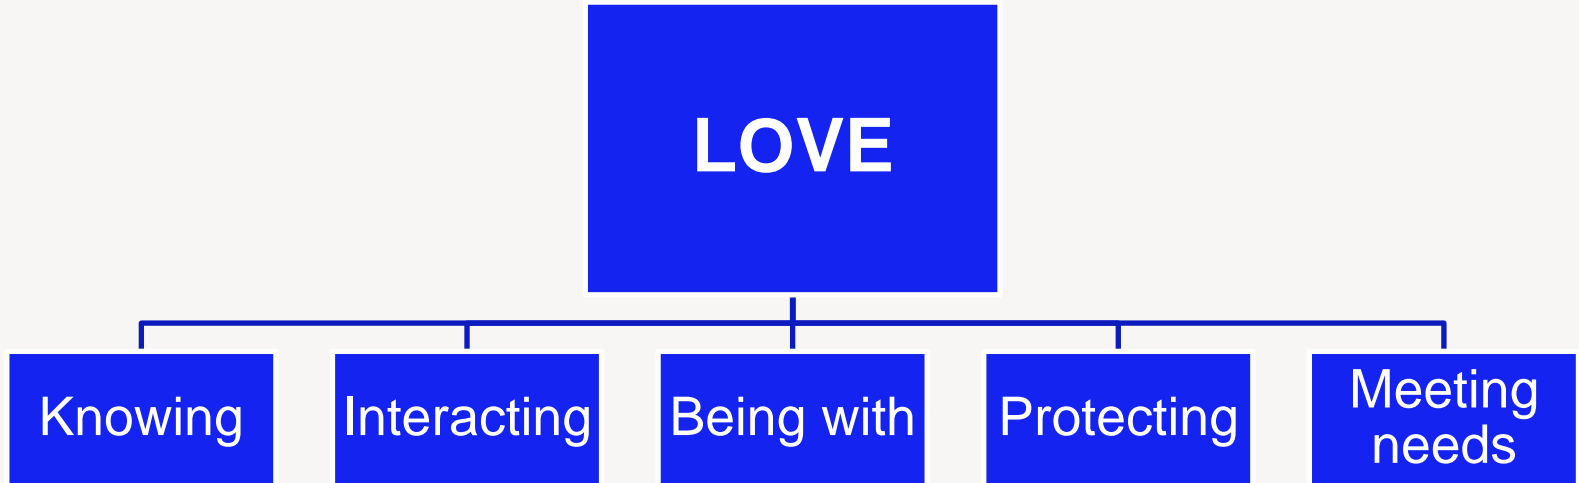 LOVE
Knowing
Interacting
Being with
Protecting
Meeting
needs